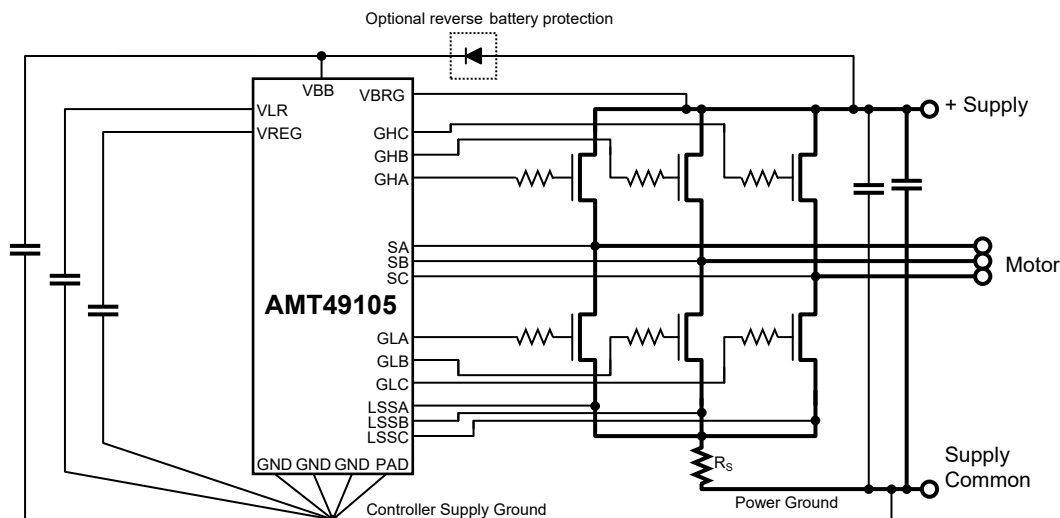 Optional reverse battery protection
VBB
VLR
VREG
VBRG
GHC
GHB
GHA
+ Supply
SA
SB
SC
Motor
AMT49105
GLA
GLB
GLC
LSSA
LSSB
LSSC
GND GND GND PAD
RS
Supply
Common
Power Ground
Controller Supply Ground